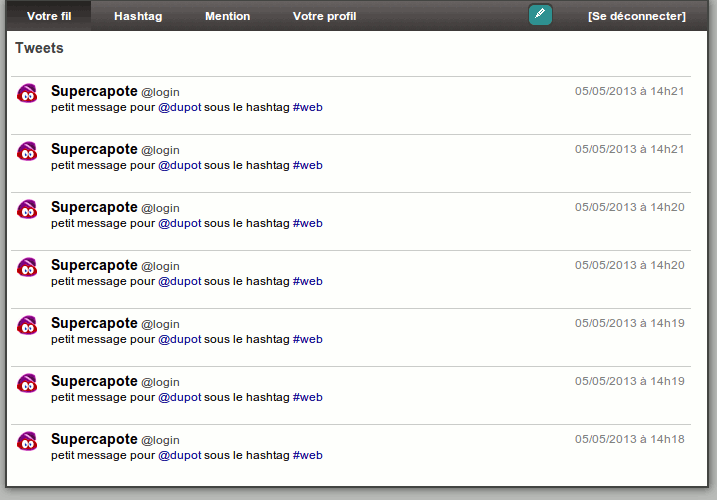 Votre fil Hashtag Mention Votre profil [Se déconnecter]
Tweets
Supercapote @login 05/05/2013 à 14h21
petit message pour @dupot sous le hashtag #web
Supercapote @login 05/05/2013 à 14h21
petit message pour @dupot sous le hashtag #web
Supercapote @login 05/05/2013 à 14h20
petit message pour @dupot sous le hashtag #web
Supercapote @login 05/05/2013 à 14h20
petit message pour @dupot sous le hashtag #web
Supercapote @login 05/05/2013 à 14h19
petit message pour @dupot sous le hashtag #web
Supercapote @login 05/05/2013 à 14h19
petit message pour @dupot sous le hashtag #web
Supercapote @login 05/05/2013 à 14h18
petit message pour @dupot sous le hashtag #web